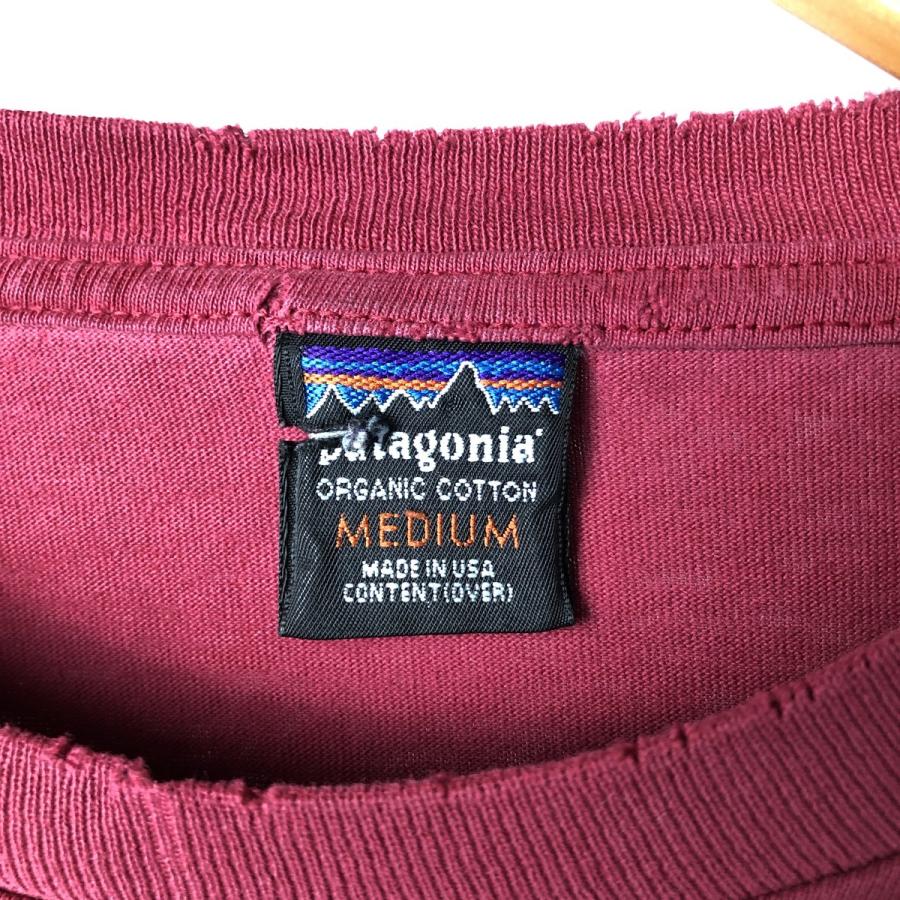 patagonia®
ORGANIC COTTON
MEDIUM
MADE IN USA
CONTENT(OVER)